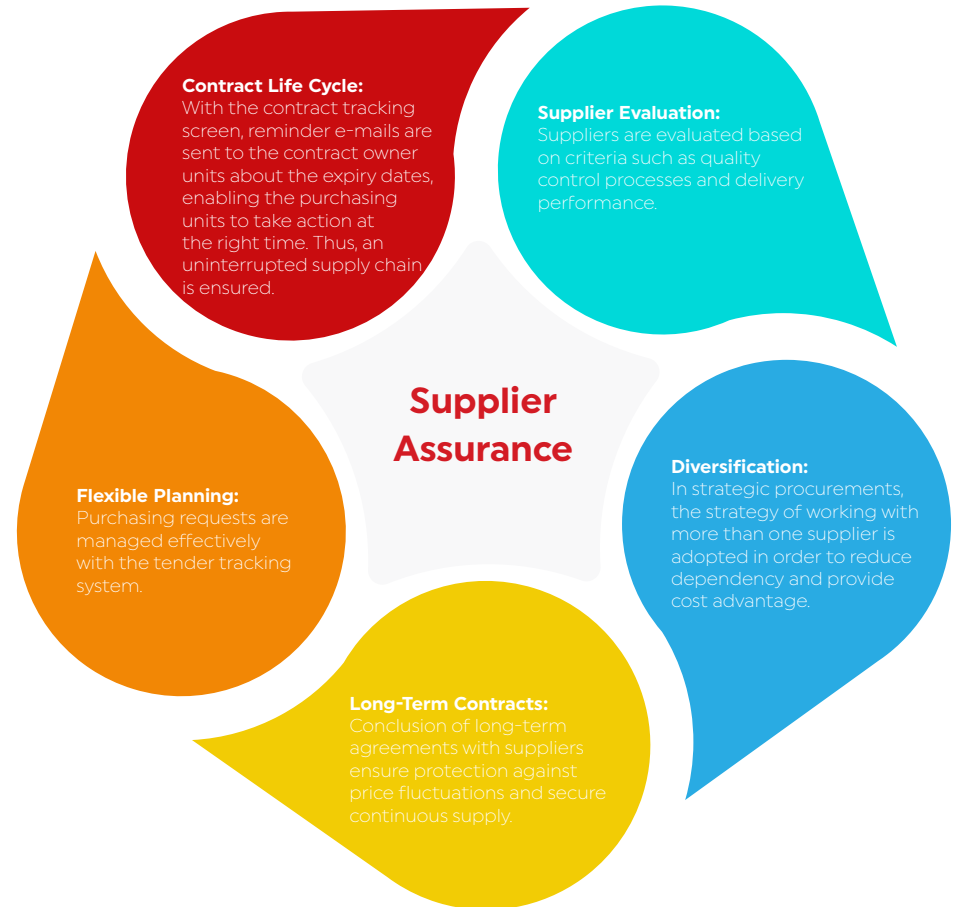 Contract Life Cycle:
With the contract tracking
screen, reminder e-mails are
sent to the contract owner
units about the expiry dates,
enabling the purchasing
units to take action at
the right time. Thus, an
uninterrupted supply chain
is ensured.
Supplier Evaluation:
Suppliers are evaluated based
on criteria such as quality
control processes and delivery
performance.
Supplier
Assurance
Diversification:
In strategic procurements,
the strategy of working with
more than one supplier is
adopted in order to reduce
dependency and provide
cost advantage.
Flexible Planning:
Purchasing requests are
managed effectively
with the tender tracking
system.
Long-Term Contracts:
Conclusion of long-term
agreements with suppliers
ensure protection against
price fluctuations and secure
continuous supply.